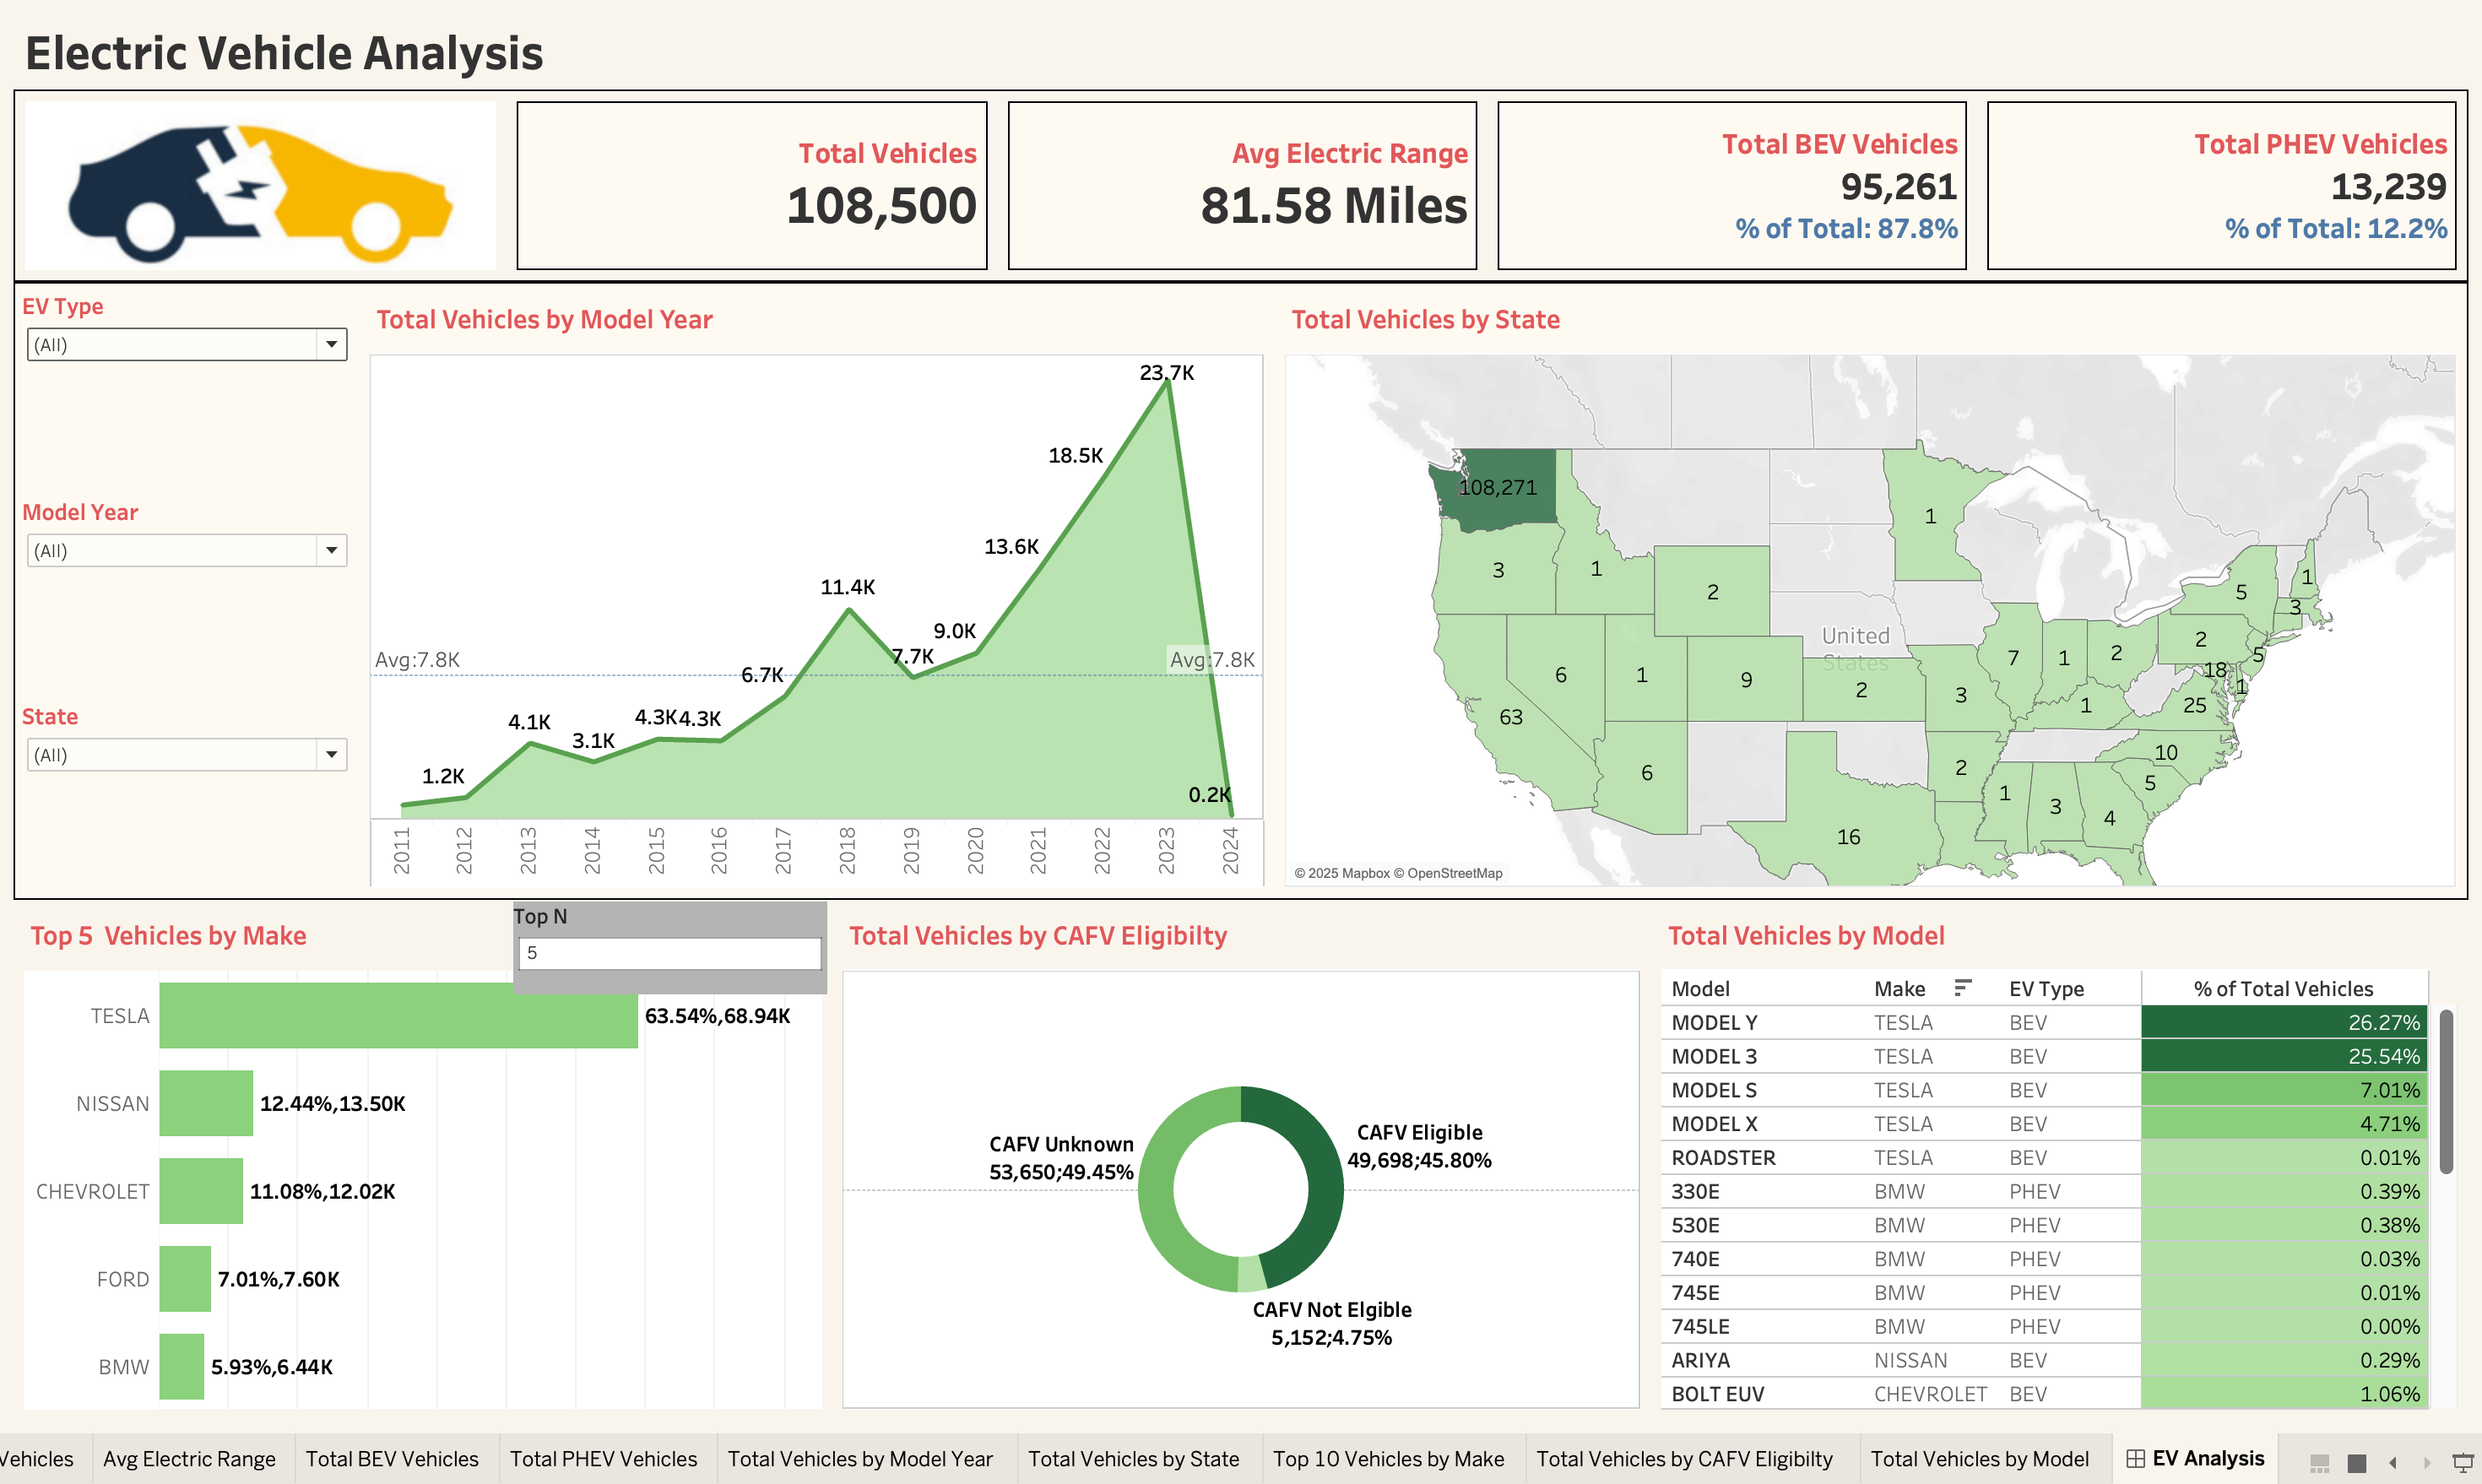 Electric Vehicle Analysis
Total Vehicles
108,500
Avg Electric Range
81.58 Miles
Total BEV Vehicles
95,261
% of Total: 87.8%
Total PHEV Vehicles
13,239
% of Total: 12.2%
EV Type
(All)
Model Year
(All)
State
(All)
Total Vehicles by Model Year
23.7K
18.5K
13.6K
11.4K
9.0K
7.7K
6.7K
4.3K 4.3K
4.1K
3.1K
1.2K
0.2K
Avg:7.8K
Avg:7.8K
2011 2012 2013 2014 2015 2016 2017 2018 2019 2020 2021 2022 2023 2024
Total Vehicles by State
108,271
1
3
1
2
5
1
3
United
States
6
1
9
2
3
7
1
2
2
5
18
1
63
1
25
6
2
10
5
1
3
4
16
© 2025 Mapbox © OpenStreetMap
Top 5 Vehicles by Make
Top N
5
TESLA 63.54%,68.94K
NISSAN 12.44%,13.50K
CHEVROLET 11.08%,12.02K
FORD 7.01%,7.60K
BMW 5.93%,6.44K
Total Vehicles by CAFV Eligibilty
CAFV Unknown
53,650;49.45%
CAFV Eligible
49,698;45.80%
CAFV Not Elgible
5,152;4.75%
Total Vehicles by Model
Model Make EV Type % of Total Vehicles
MODEL Y TESLA BEV 26.27%
MODEL 3 TESLA BEV 25.54%
MODEL S TESLA BEV 7.01%
MODEL X TESLA BEV 4.71%
ROADSTER TESLA BEV 0.01%
330E BMW PHEV 0.39%
530E BMW PHEV 0.38%
740E BMW PHEV 0.03%
745E BMW PHEV 0.01%
745LE BMW PHEV 0.00%
ARIYA NISSAN BEV 0.29%
BOLT EUV CHEVROLET BEV 1.06%
Vehicles Avg Electric Range Total BEV Vehicles Total PHEV Vehicles Total Vehicles by Model Year Total Vehicles by State Top 10 Vehicles by Make Total Vehicles by CAFV Eligibilty Total Vehicles by Model EV Analysis